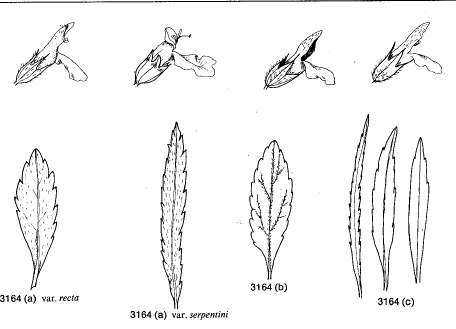 3164 (a) var. recta
3164 (a) var. serpentini
3164 (b)
3164 (c)